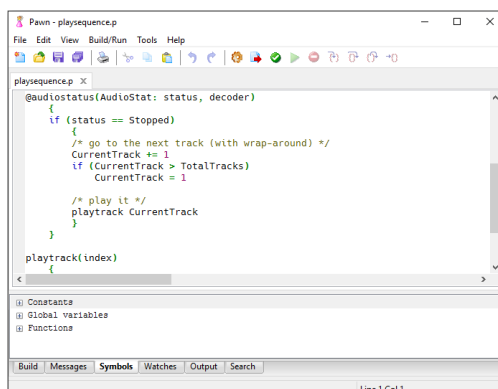 Pawn - playsequence.p
File Edit View Build/Run Tools Help
playsequence.p X
@audiostatus(AudioStat: status, decoder)
{
if (status == Stopped)
{
/* go to the next track (with wrap-around) */
CurrentTrack += 1
if (CurrentTrack > TotalTracks)
CurrentTrack = 1
/* play it */
playtrack CurrentTrack
}
}
playtrack(index)
{
Constants
Global variables
Functions
Build Messages Symbols Watches Output Search
Line 1 Col 1